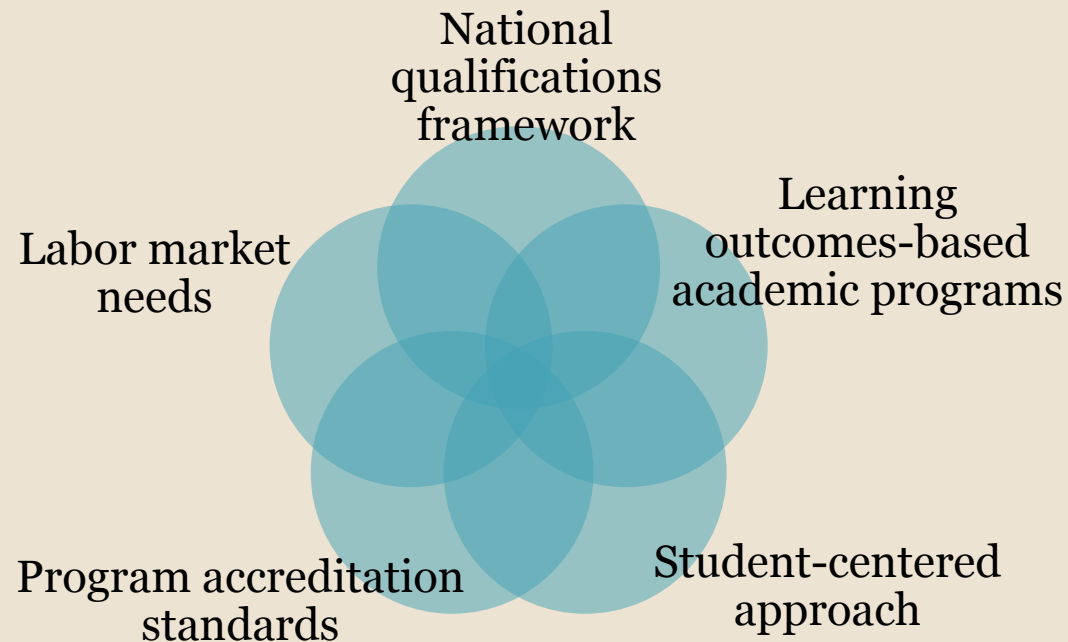 National
qualifications
framework
Learning
outcomes-based
academic programs
Labor market
needs
Student-centered
approach
Program accreditation
standards